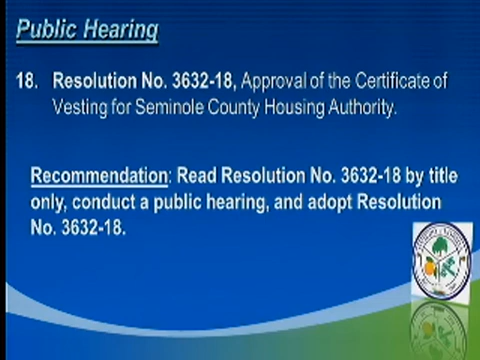 Public Hearing
18. Resolution No. 3632-18, Approval of the Certificate of
Vesting for Seminole County Housing Authority.
Recommendation: Read Resolution No. 3632-18 by title
only, conduct a public hearing, and adopt Resolution
No. 3632-18.